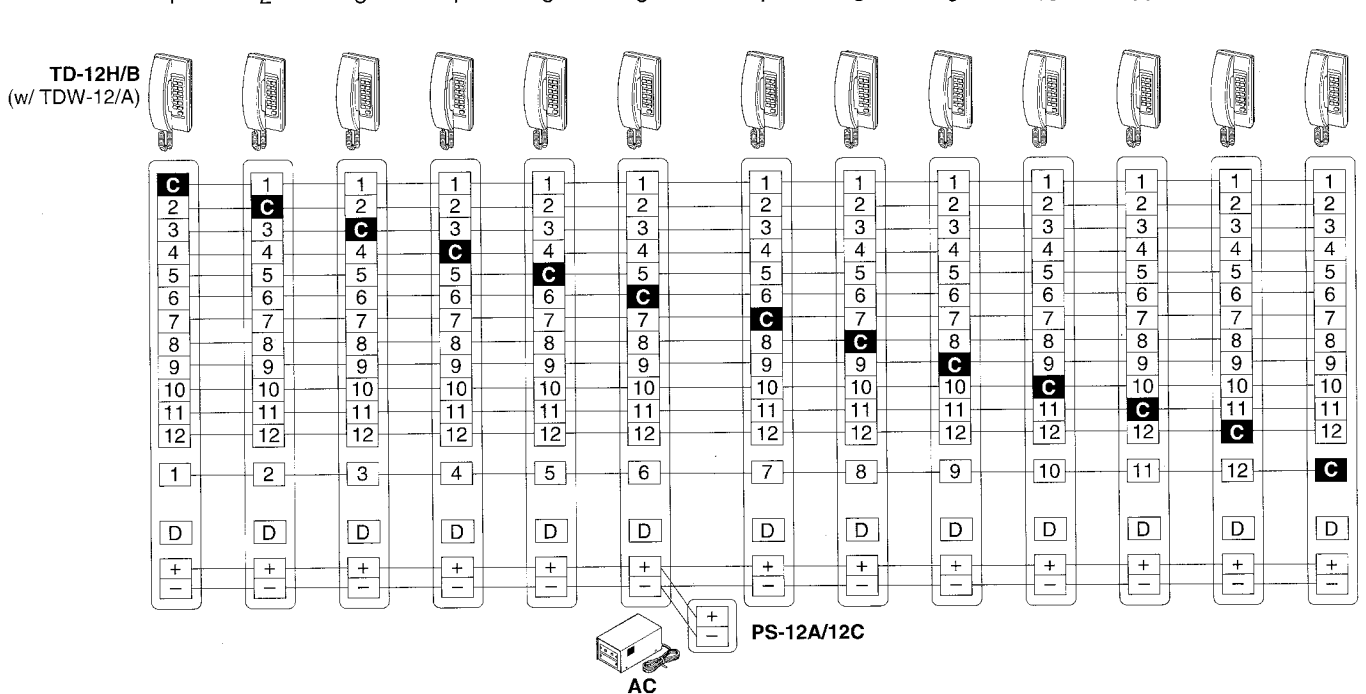 TD-12H/B
(w/ TDW-12/A)
C 1 1 1 1 1 1 1 1 1 1 1 1
2 C 2 2 2 2 2 2 2 2 2 2 2
3 3 C 3 3 3 3 3 3 3 3 3 3
4 4 4 C 4 4 4 4 4 4 4 4 4
5 5 5 5 C 5 5 5 5 5 5 5 5
6 6 6 6 6 C 6 6 6 6 6 6 6
7 7 7 7 7 7 C 7 7 7 7 7 7
8 8 8 8 8 8 8 C 8 8 8 8 8
9 9 9 9 9 9 9 9 C 9 9 9 9
10 10 10 10 10 10 10 10 10 C 10 10 10
11 11 11 11 11 11 11 11 11 11 C 11 11
12 12 12 12 12 12 12 12 12 12 12 C 12
1 2 3 4 5 6 7 8 9 10 11 12 C
D D D D D D D D D D D D D
+ + + + + + + + + + + + +
− − − − − − − − − − − − −
+
− PS-12A/12C
AC